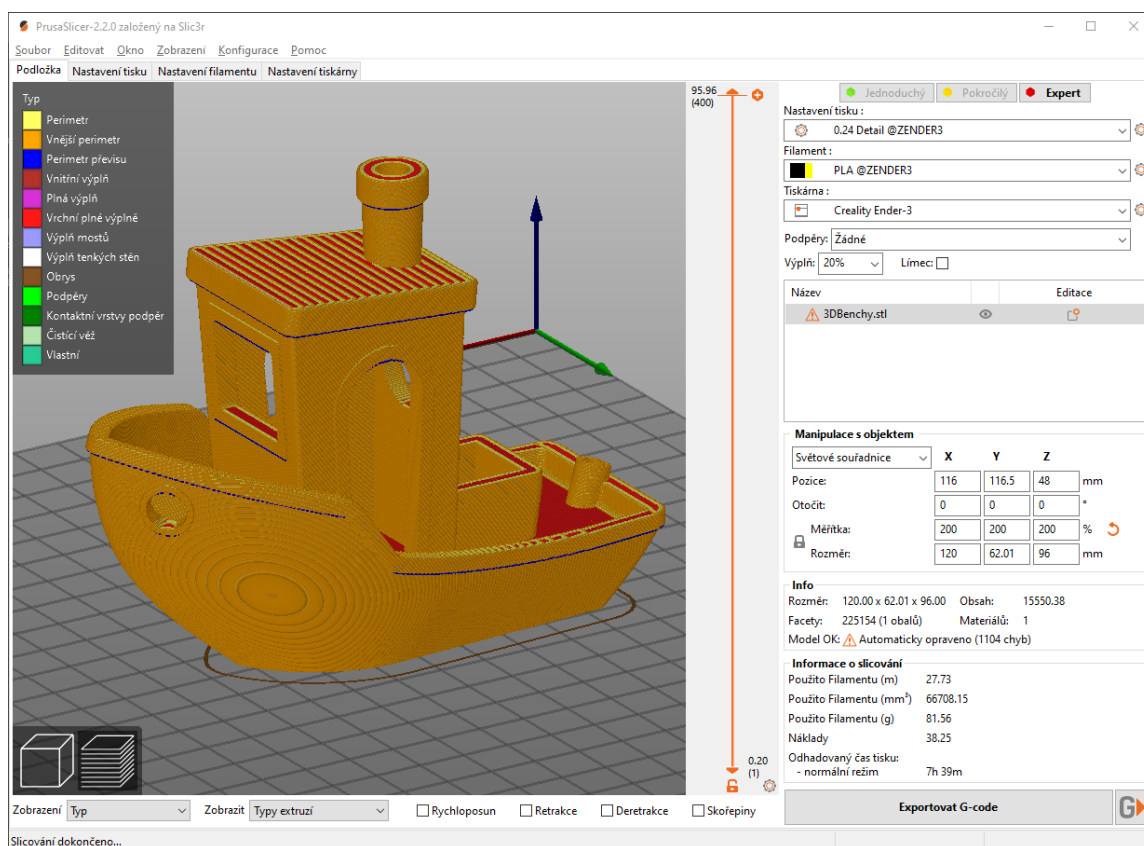 PrusaSlicer-2.2.0 založený na Slic3r
Soubor Editovat Okno Zobrazení Konfigurace Pomoc
Podložka Nastavení tisku Nastavení filamentu Nastavení tiskárny
Typ
Perimetr
Vnější perimetr
Perimetr převisu
Vnitřní výplň
Plná výplň
Vrchní plné výplně
Výplň mostů
Výplň tenkých stěn
Obrys
Podpěry
Kontaktní vrstvy podpěr
Čistící věž
Vlastní
95.96
(400)
0.20
(1)
Jednoduchý Pokročilý Expert
Nastavení tisku :
0.24 Detail @ZENDER3
Filament :
PLA @ZENDER3
Tiskárna :
Creality Ender-3
Podpěry: Žádné
Výplň: 20% Límec:
Název Editace
3DBenchy.stl
Manipulace s objektem
Světové souřadnice X Y Z
Pozice: 116 116.5 48 mm
Otočit: 0 0 0 °
Měřítka: 200 200 200 %
Rozměr: 120 62.01 96 mm
Info
Rozměr: 120.00 x 62.01 x 96.00 Obsah: 15550.38
Facety: 225154 (1 obalů) Materiálů: 1
Model OK: Automaticky opraveno (1104 chyb)
Informace o slicování
Použito Filamentu (m) 27.73
Použito Filamentu (mm³) 66708.15
Použito Filamentu (g) 81.56
Náklady 38.25
Odhadovaný čas tisku:
- normální režim 7h 39m
Zobrazení Typ Zobrazit Typy extruzí Rychloposun Retrakce Deretrakce Skořepiny
Exportovat G-code
G
Slicování dokončeno...